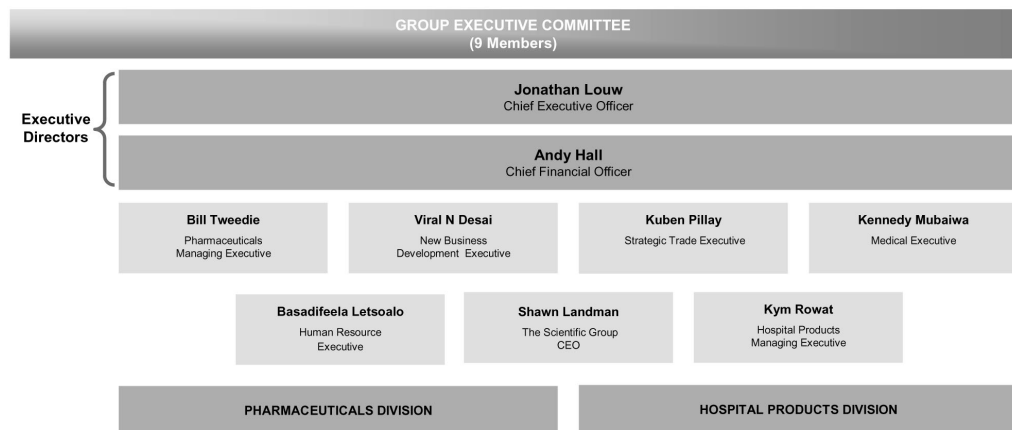 GROUP EXECUTIVE COMMITTEE
(9 Members)
Executive
Directors
Jonathan Louw
Chief Executive Officer
Andy Hall
Chief Financial Officer
Bill Tweedie
Pharmaceuticals
Managing Executive
Viral N Desai
New Business
Development Executive
Kuben Pillay
Strategic Trade Executive
Kennedy Mubaiwa
Medical Executive
Basadifeela Letsoalo
Human Resource
Executive
Shawn Landman
The Scientific Group
CEO
Kym Rowat
Hospital Products
Managing Executive
PHARMACEUTICALS DIVISION
HOSPITAL PRODUCTS DIVISION